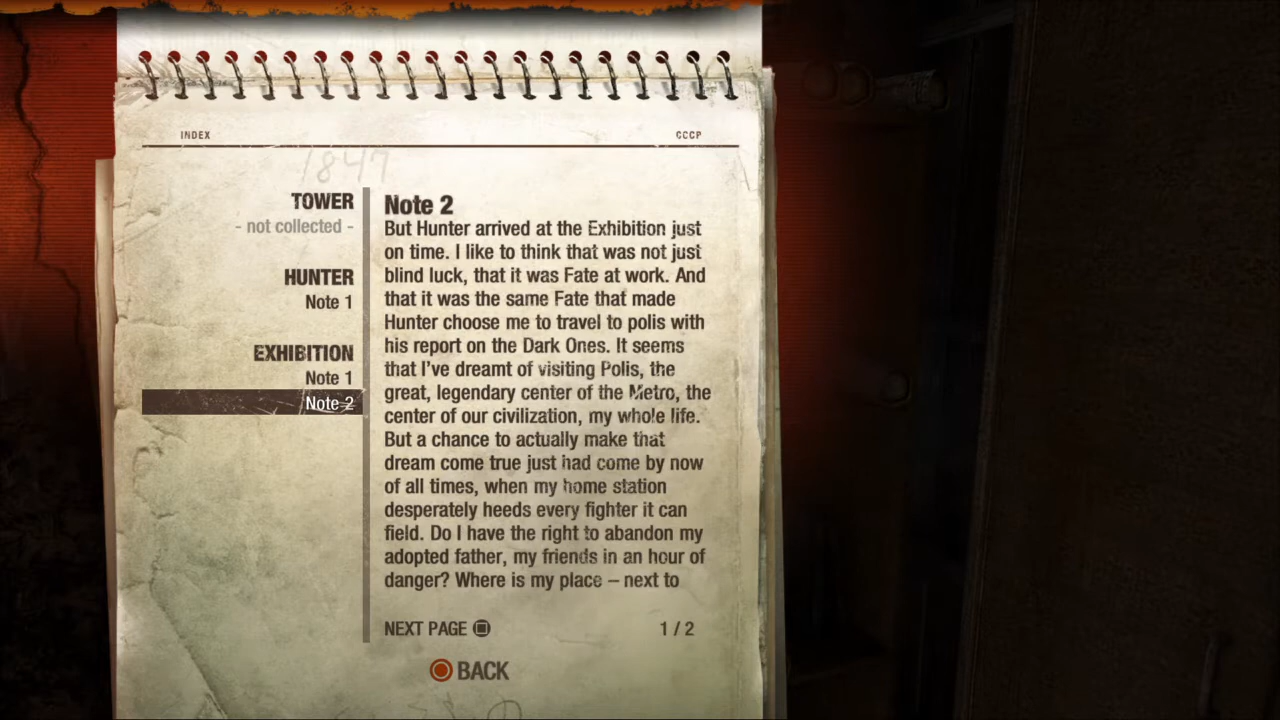 INDEX
CCCP
1847
TOWER
- not collected -
HUNTER
Note 1
EXHIBITION
Note 1
Note 2
Note 2
But Hunter arrived at the Exhibition just
on time. I like to think that was not just
blind luck, that it was Fate at work. And
that it was the same Fate that made
Hunter choose me to travel to polis with
his report on the Dark Ones. It seems
that I've dreamt of visiting Polis, the
great, legendary center of the Metro, the
center of our civilization, my whole life.
But a chance to actually make that
dream come true just had come by now
of all times, when my home station
desperately heeds every fighter it can
field. Do I have the right to abandon my
adopted father, my friends in an hour of
danger? Where is my place – next to
NEXT PAGE
1 / 2
BACK